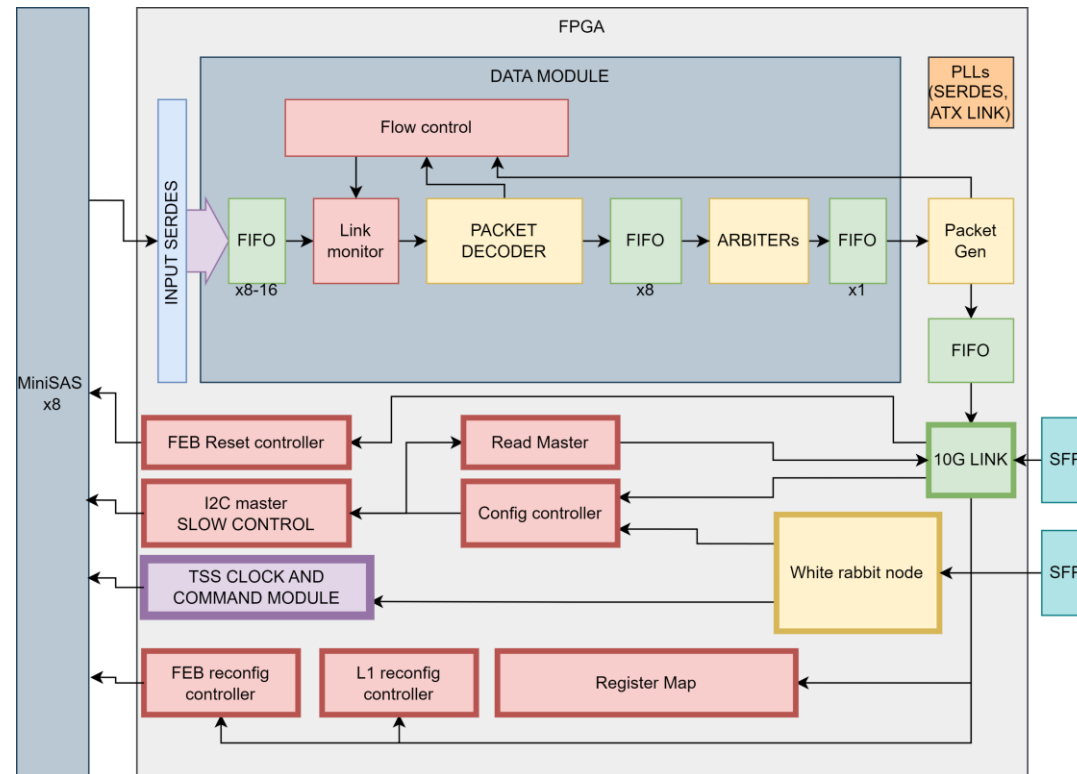 FPGA
DATA MODULE
PLLs
(SERDES,
ATX LINK)
Flow control
INPUT SERDES
FIFO
x8-16
Link
monitor
PACKET
DECODER
FIFO
x8
ARBITERs
FIFO
x1
Packet
Gen
FIFO
MiniSAS
x8
FEB Reset controller
Read Master
10G LINK
SFP
I2C master
SLOW CONTROL
Config controller
TSS CLOCK AND
COMMAND MODULE
White rabbit node
SFP
FEB reconfig
controller
L1 reconfig
controller
Register Map